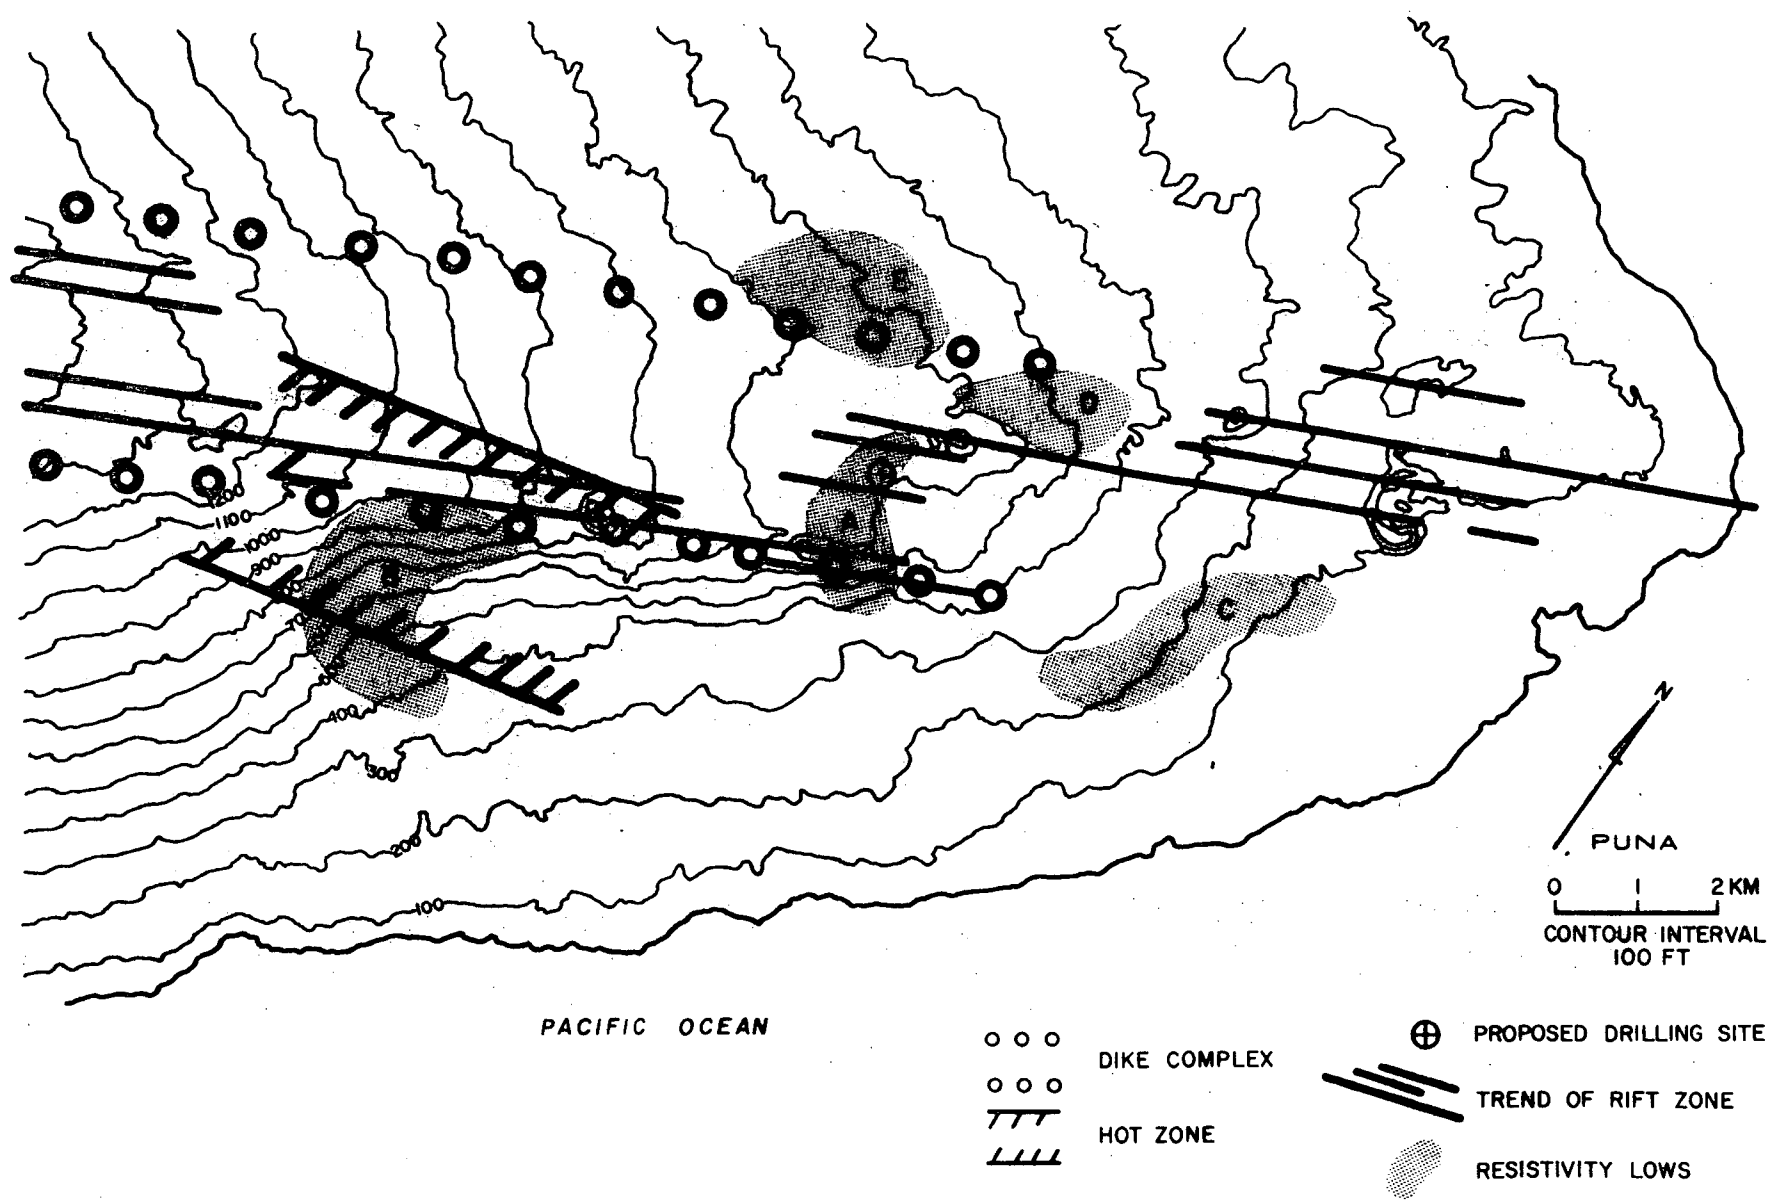 E
D
A
B
C
1200
1100
1000
900
400
300
200
100
N
PUNA
0 1 2 KM
CONTOUR INTERVAL
100 FT
PACIFIC OCEAN
DIKE COMPLEX
HOT ZONE
PROPOSED DRILLING SITE
TREND OF RIFT ZONE
RESISTIVITY LOWS